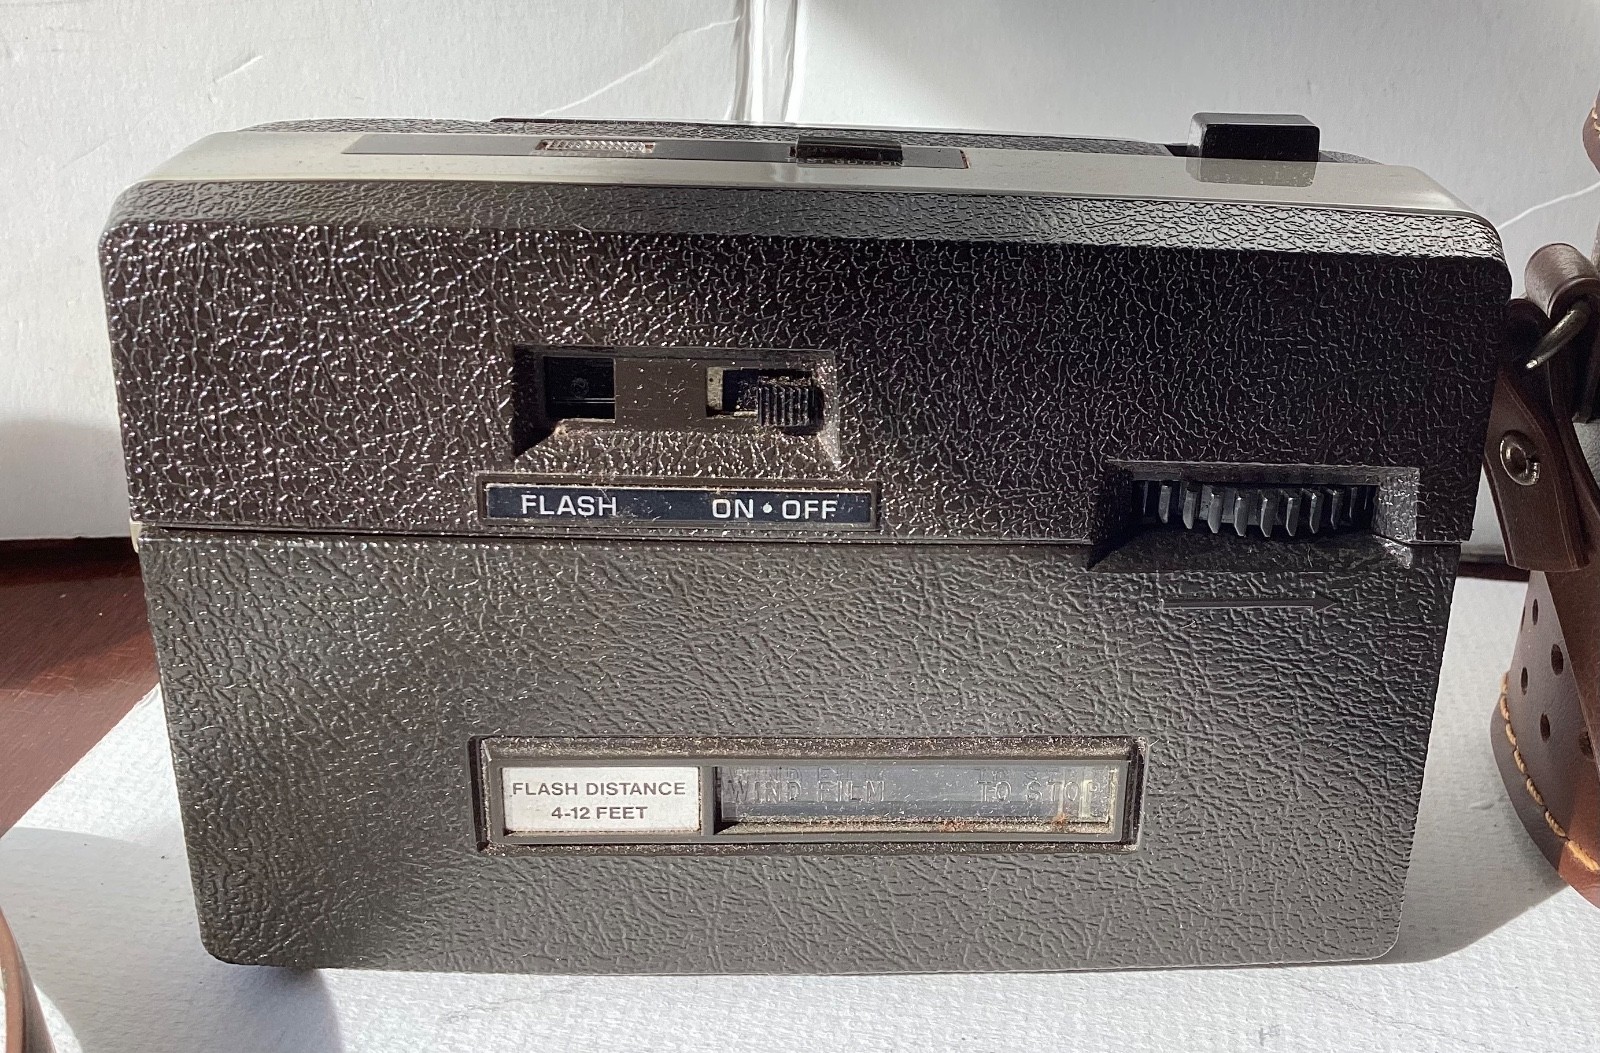 FLASH ON • OFF
FLASH DISTANCE
4-12 FEET
WIND FILM TO STOP